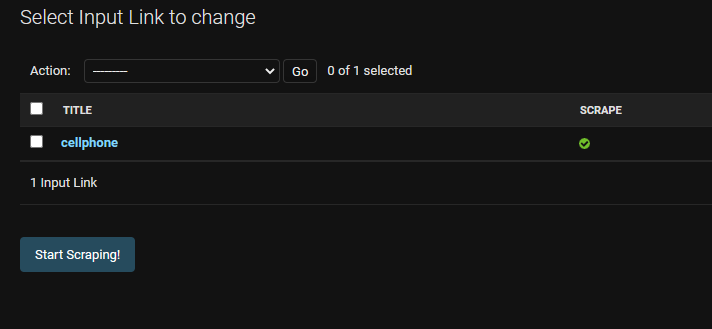 Select Input Link to change
Action: --------- Go 0 of 1 selected
TITLE SCRAPE
cellphone
1 Input Link
Start Scraping!